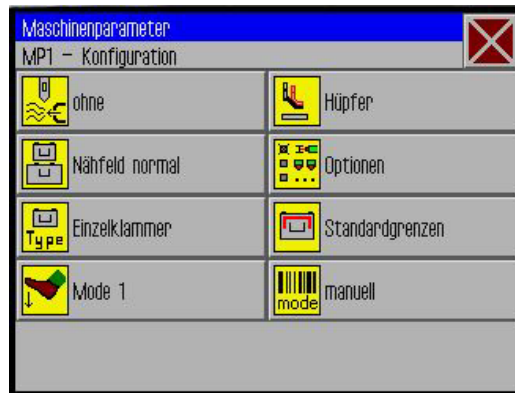 Maschinenparameter
MP1 - Konfiguration
ohne
Hüpfer
Nähfeld normal
Optionen
Type
Einzelklammer
Standardgrenzen
Mode 1
mode
manuell